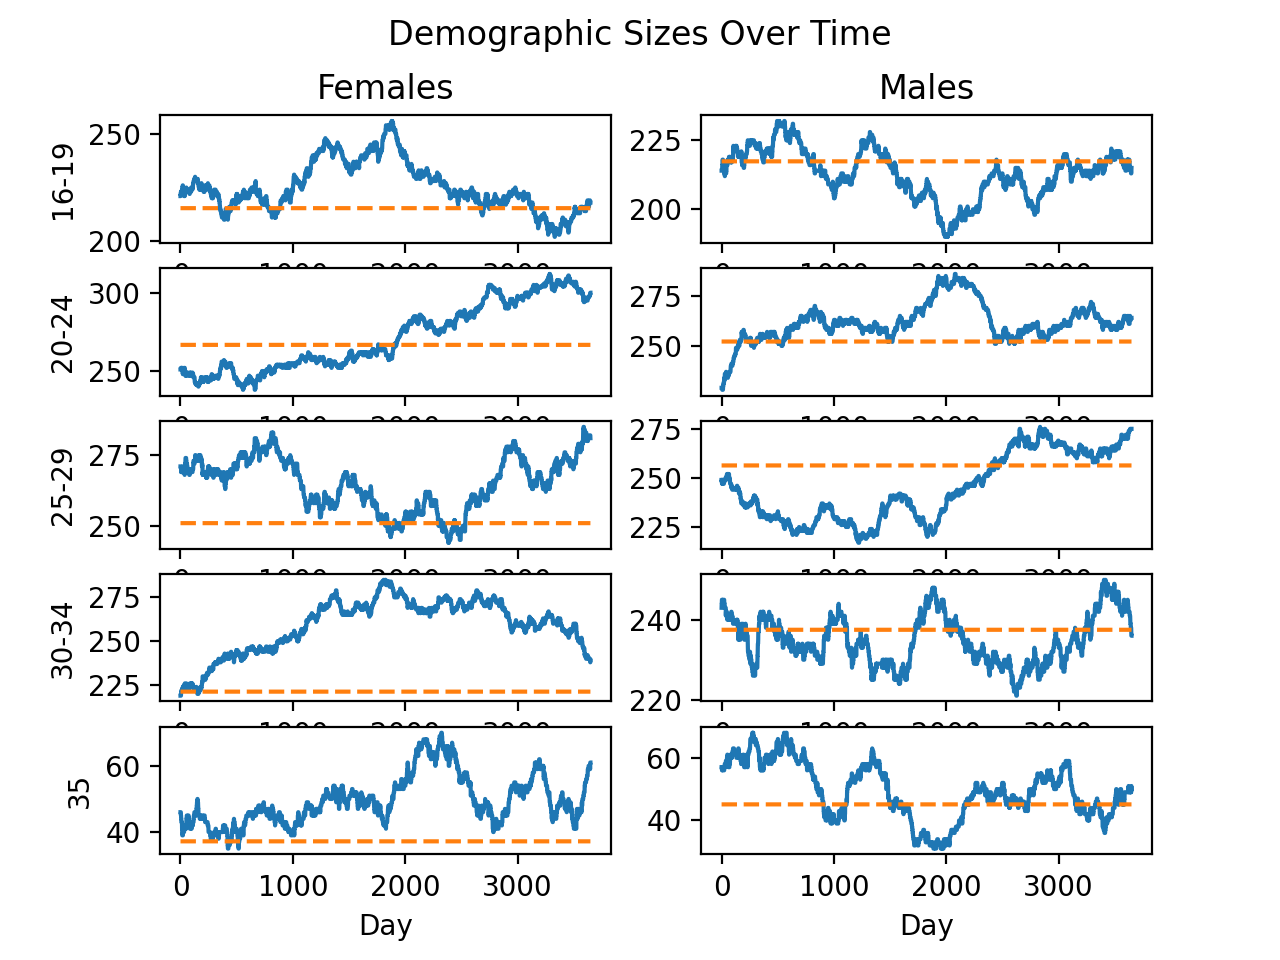 Demographic Sizes Over Time
Females Males
16-19 250 200 225 200
20-24 300 250 275 250
25-29 275 250 275 250 225
30-34 275 250 225 240 220
35 60 40 60 40
0 1000 2000 3000 0 1000 2000 3000
Day Day